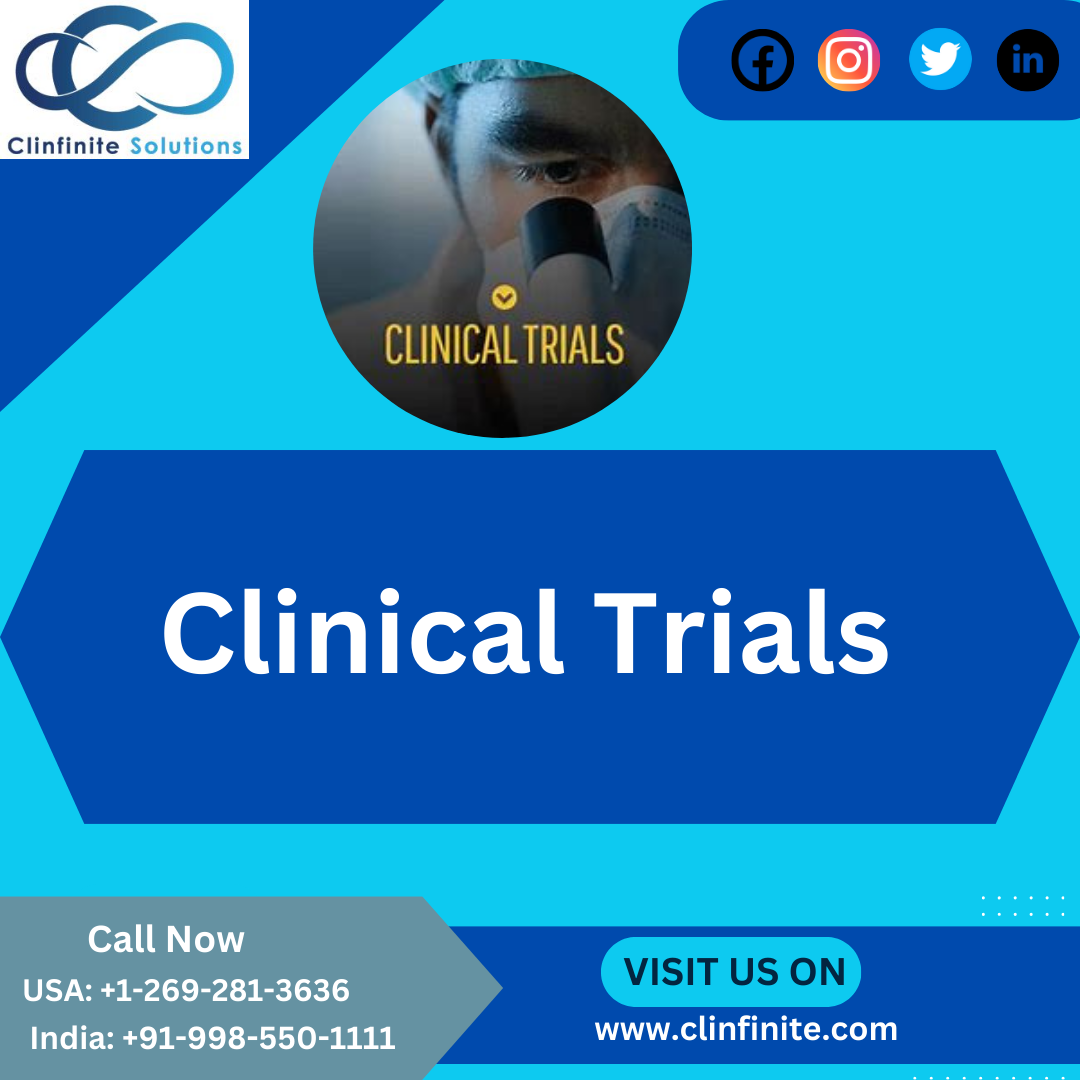 Clinfinite Solutions
CLINICAL TRIALS
Clinical Trials
Call Now
USA: +1-269-281-3636
India: +91-998-550-1111
VISIT US ON
www.clinfinite.com